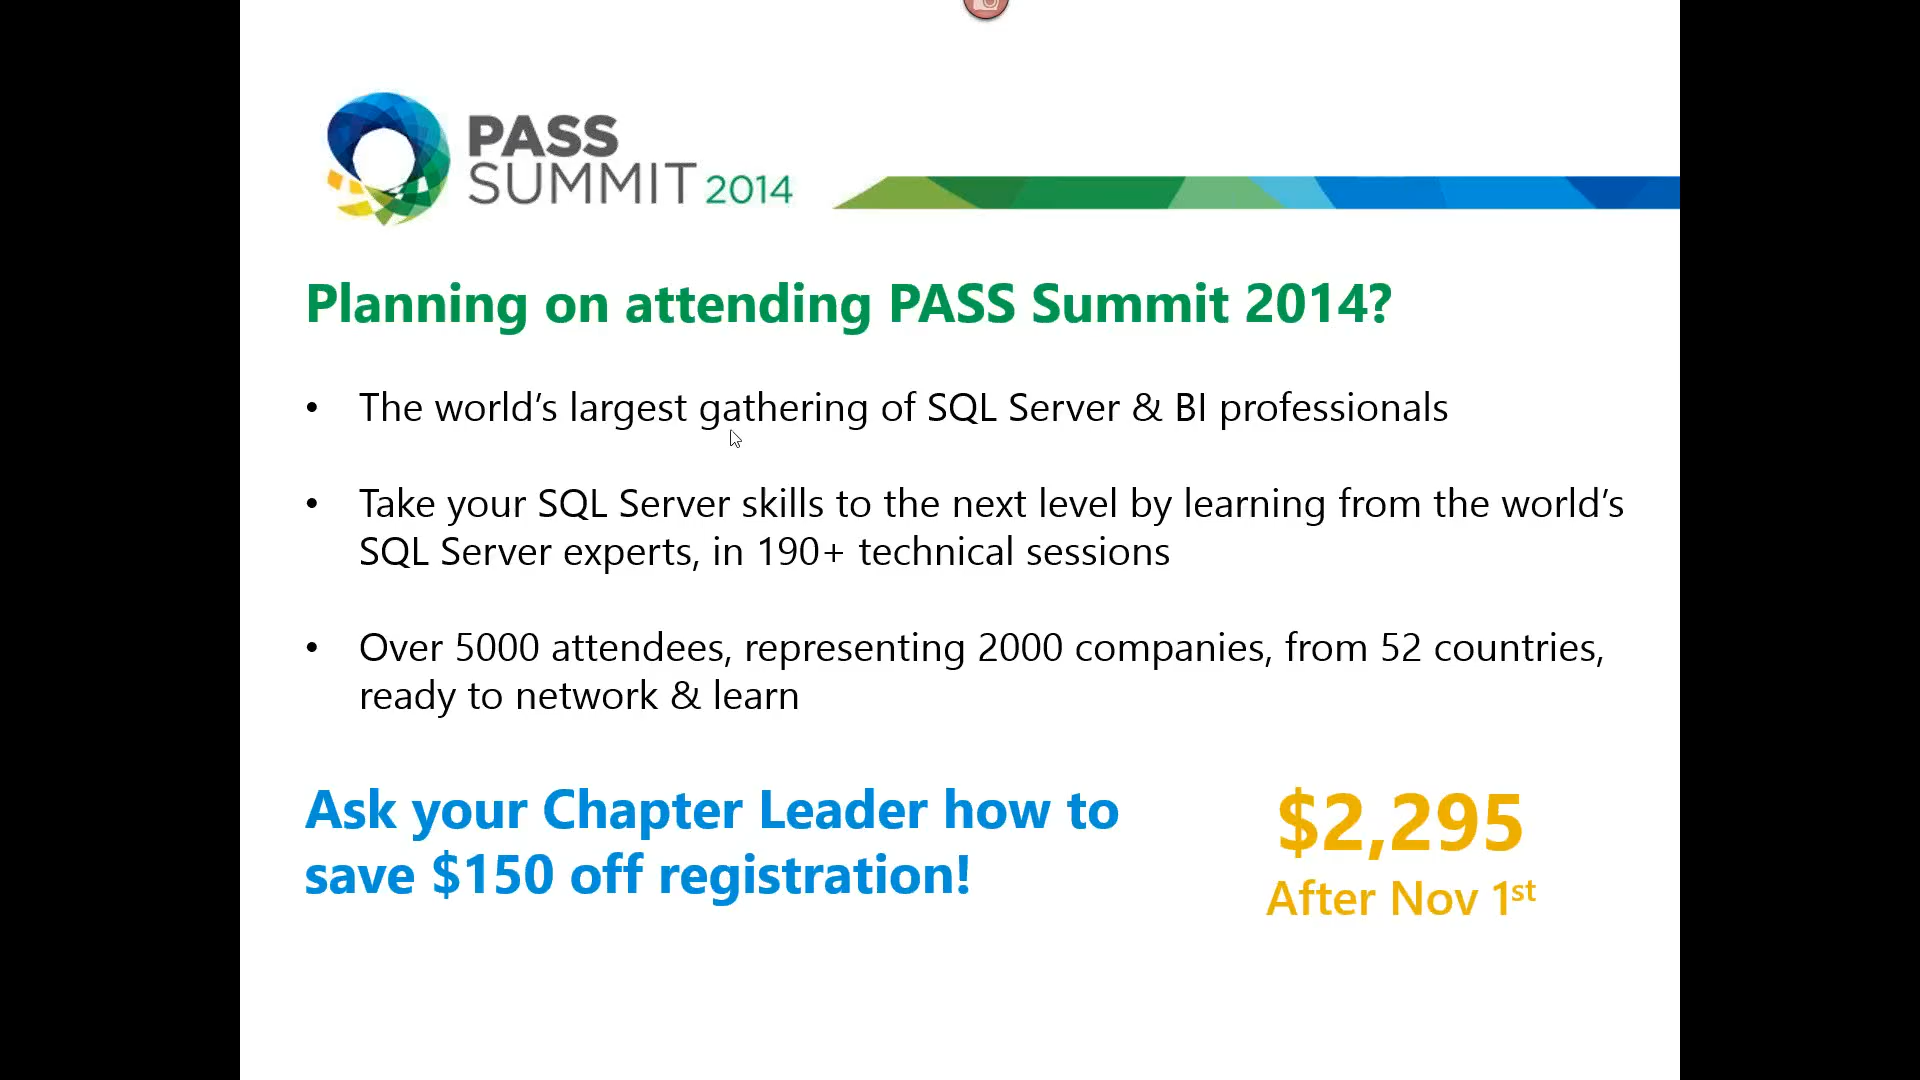 PASS
SUMMIT 2014
Planning on attending PASS Summit 2014?
• The world’s largest gathering of SQL Server & BI professionals
• Take your SQL Server skills to the next level by learning from the world’s
SQL Server experts, in 190+ technical sessions
• Over 5000 attendees, representing 2000 companies, from 52 countries,
ready to network & learn
Ask your Chapter Leader how to
save $150 off registration!
$2,295
After Nov 1st